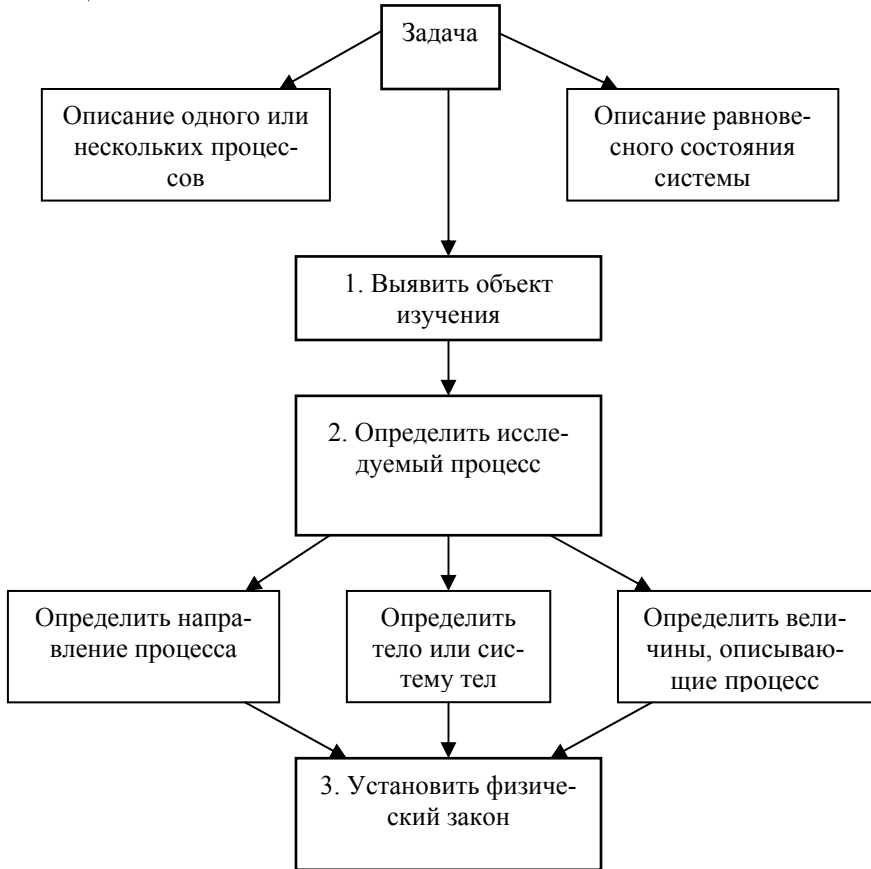 Задача
Описание одного или
нескольких процес-
сов
Описание равнове-
сного состояния
системы
1. Выявить объект
изучения
2. Определить иссле-
дуемый процесс
Определить напра-
вление процесса
Определить
тело или сис-
тему тел
Определить вели-
чины, описываю-
щие процесс
3. Установить физиче-
ский закон